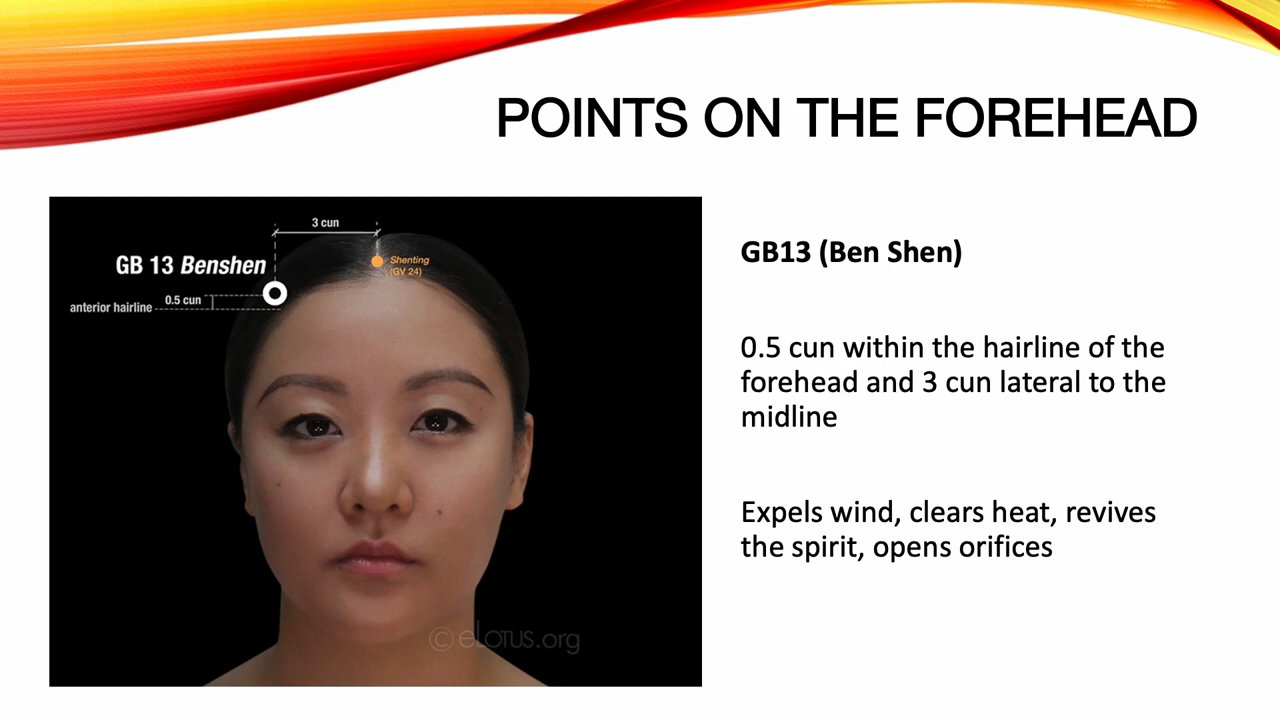 POINTS ON THE FOREHEAD
3 cun
GB 13 Benshen
Shenting
(GV 24)
0.5 cun
anterior hairline
© eLOTUS.org
GB13 (Ben Shen)
0.5 cun within the hairline of the
forehead and 3 cun lateral to the
midline
Expels wind, clears heat, revives
the spirit, opens orifices